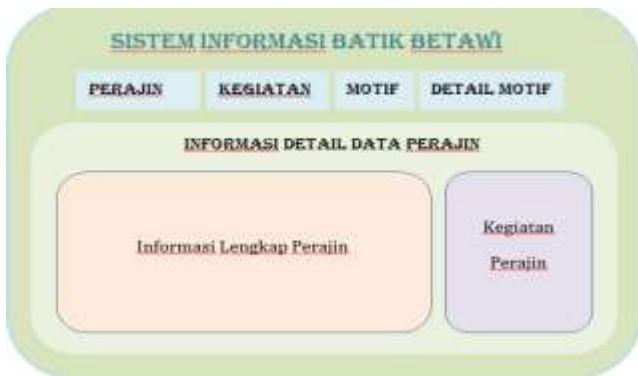 SISTEM INFORMASI BATIK BETAWI
PERAJIN KEGIATAN MOTIF DETAIL MOTIF
INFORMASI DETAIL DATA PERAJIN
Informasi Lengkap Perajin
Kegiatan
Perajin